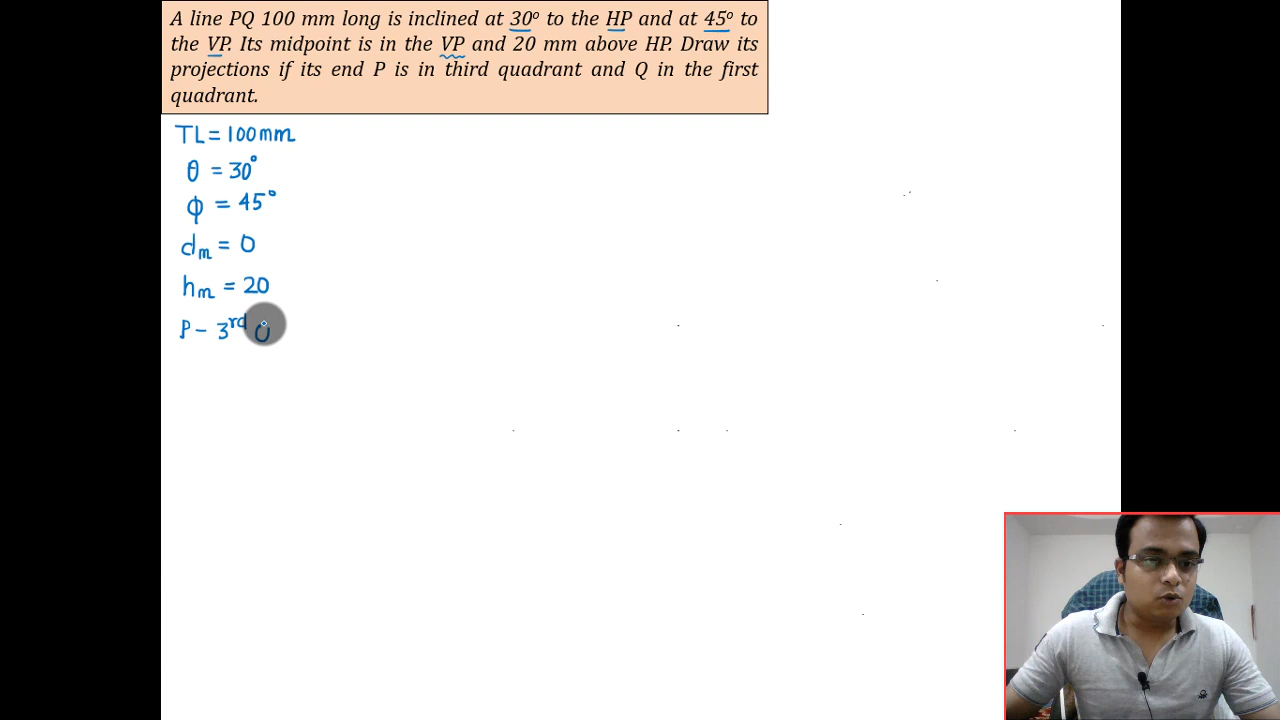 A line PQ 100 mm long is inclined at 30° to the HP and at 45° to
the VP. Its midpoint is in the VP and 20 mm above HP. Draw its
projections if its end P is in third quadrant and Q in the first
quadrant.
TL = 100mm
θ = 30°
ϕ = 45°
dm = 0
hm = 20
P - 3rd